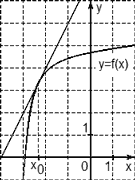 y
y=f(x)
1
x₀ 0 1 x